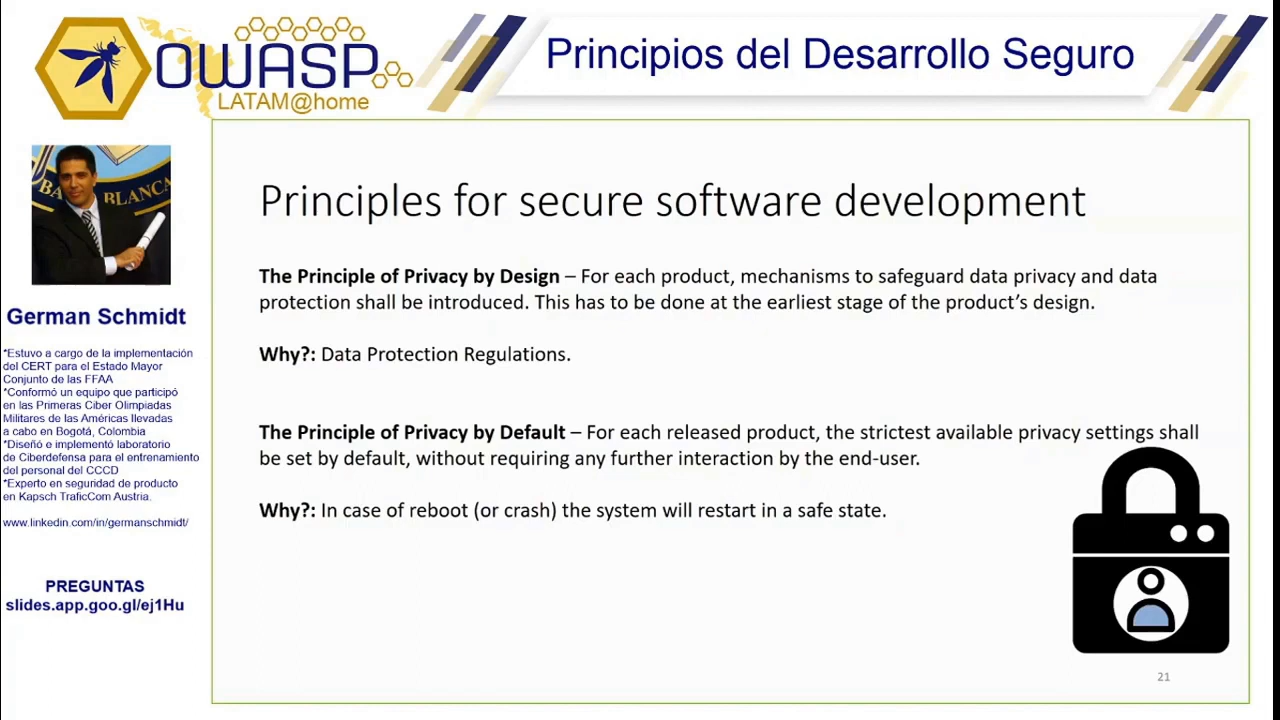 OWASP
LATAM@home
Principios del Desarrollo Seguro
BA BLANCA
German Schmidt
*Estuvo a cargo de la implementación
del CERT para el Estado Mayor
Conjunto de las FFAA
*Conformó un equipo que participó
en las Primeras Ciber Olimpiadas
Militares de las Américas llevadas
a cabo en Bogotá, Colombia
*Diseñó e implementó laboratorio
de Ciberdefensa para el entrenamiento
del personal del CCCD
*Experto en seguridad de producto
en Kapsch TraficCom Austria.
www.linkedin.com/in/germanschmidt/
PREGUNTAS
slides.app.goo.gl/ej1Hu
Principles for secure software development
The Principle of Privacy by Design – For each product, mechanisms to safeguard data privacy and data
protection shall be introduced. This has to be done at the earliest stage of the product’s design.
Why?: Data Protection Regulations.
The Principle of Privacy by Default – For each released product, the strictest available privacy settings shall
be set by default, without requiring any further interaction by the end-user.
Why?: In case of reboot (or crash) the system will restart in a safe state.
21